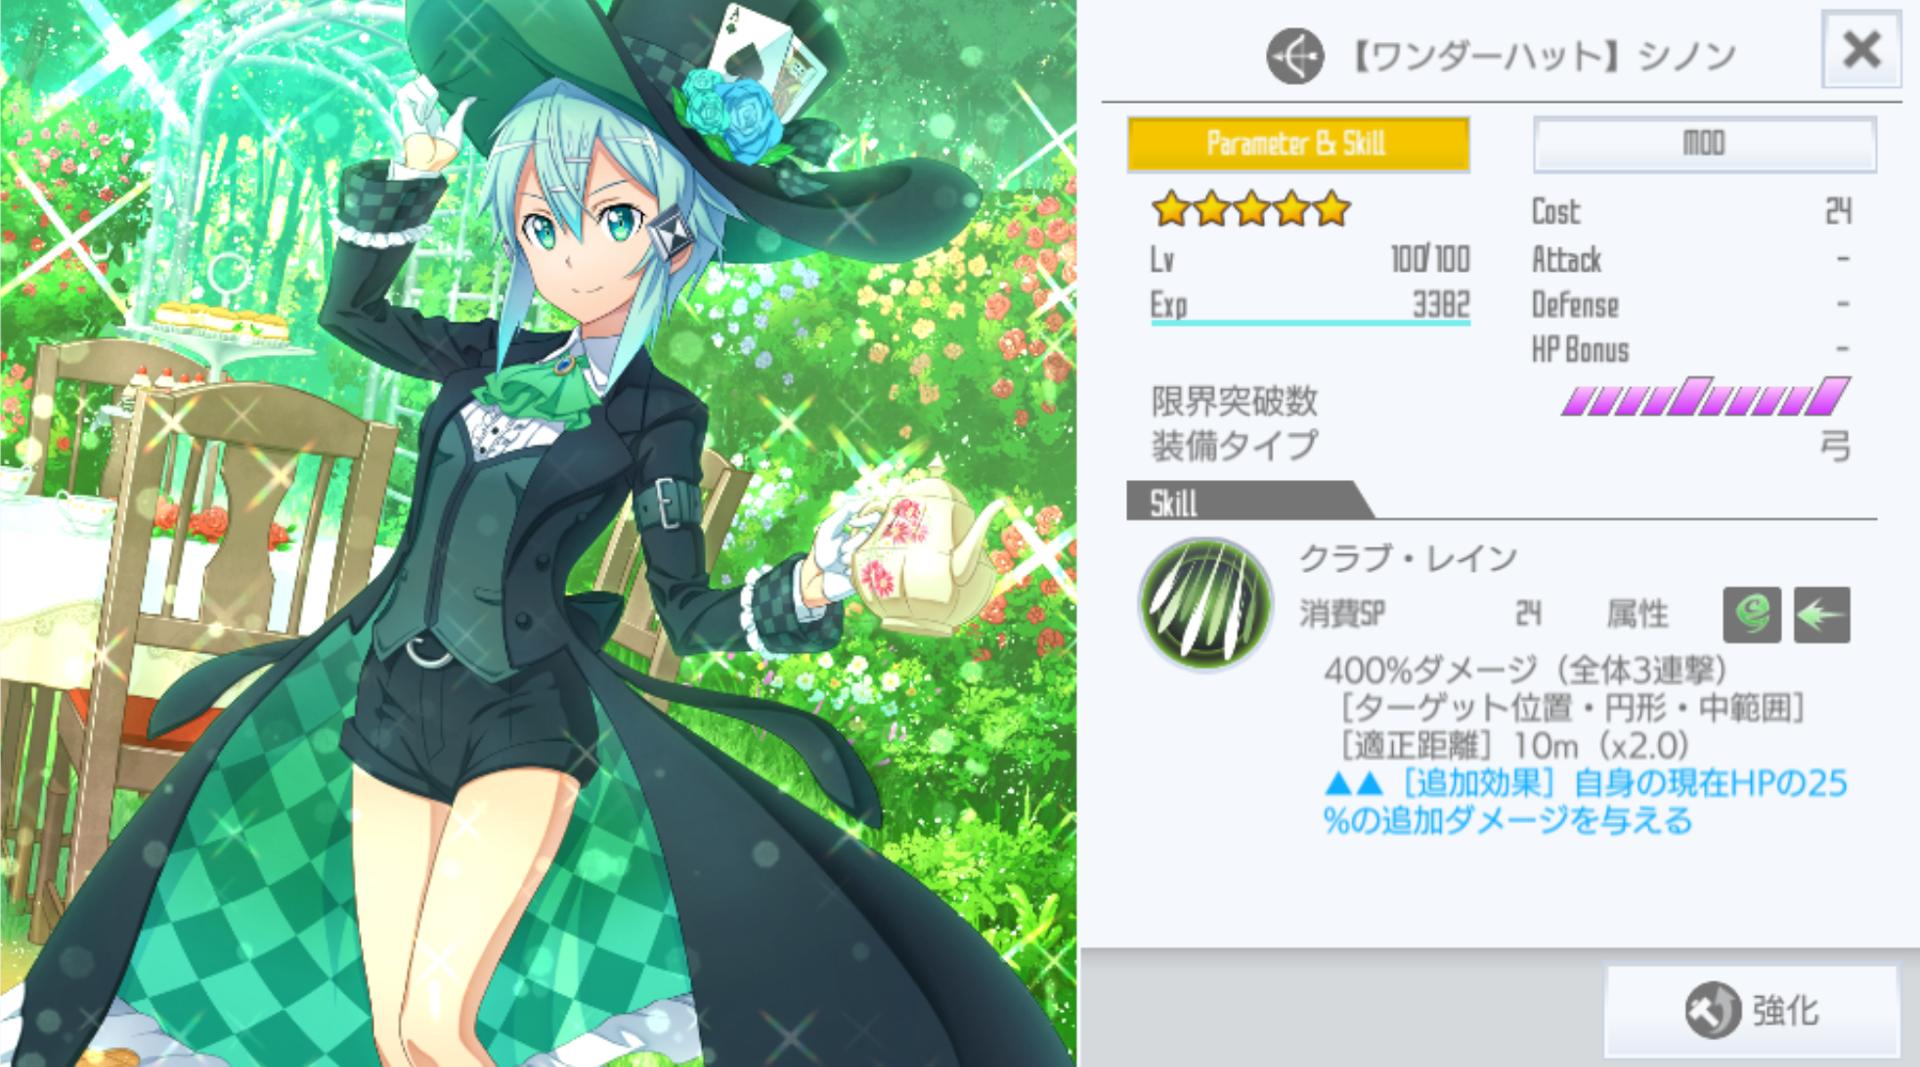 【ワンダーハット】シノン
Parameter & Skill
MOD
Lv 100/100
Exp 3382
Cost 24
Attack -
Defense -
HP Bonus -
限界突破数
装備タイプ 弓
Skill
クラブ・レイン
消費SP 24 属性
400%ダメージ（全体3連撃）
［ターゲット位置・円形・中範囲］
［適正距離］10m（x2.0）
▲▲［追加効果］自身の現在HPの25
%の追加ダメージを与える
強化
A